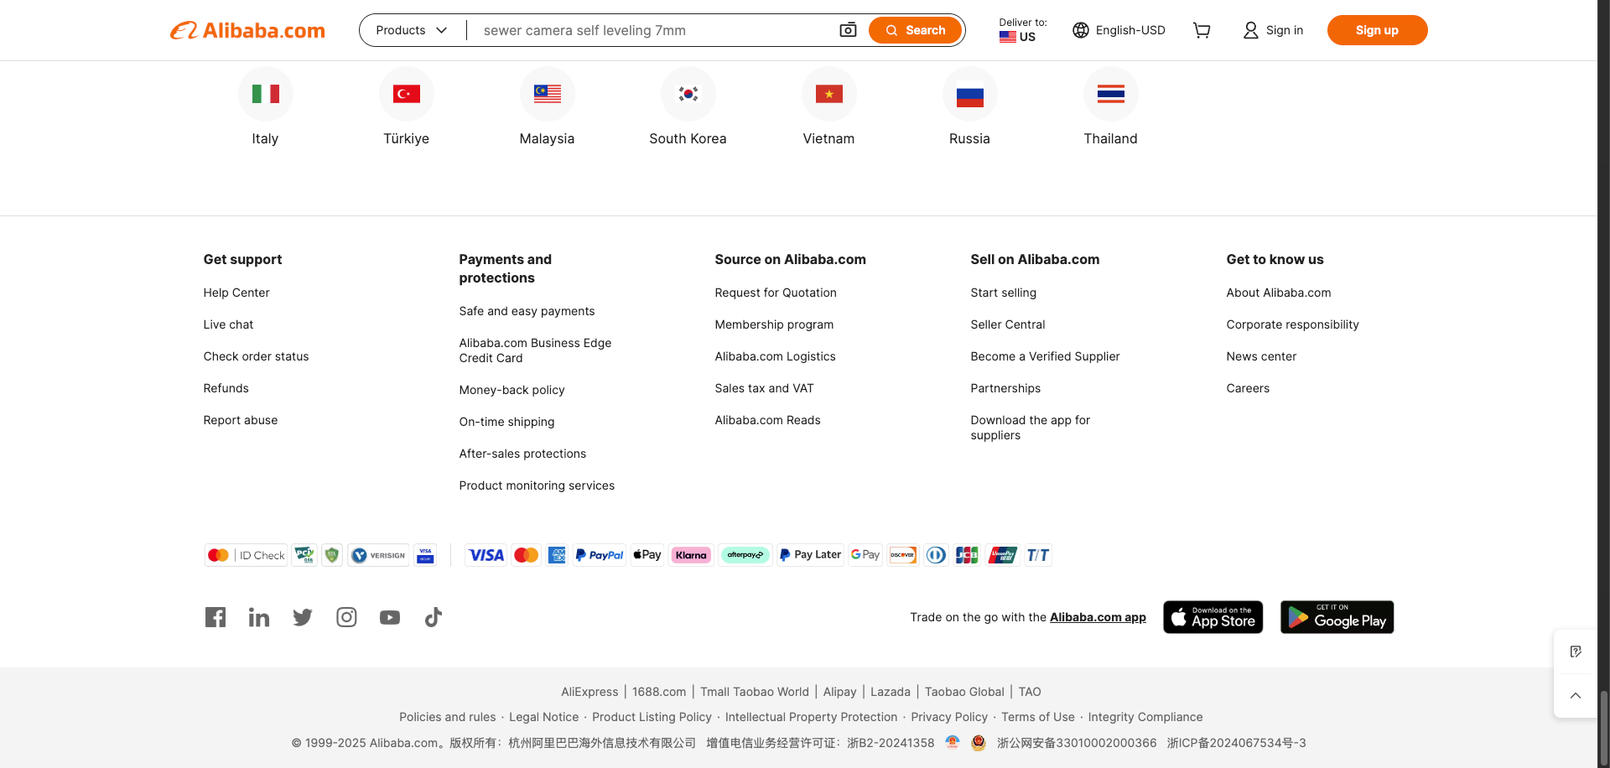 Alibaba.com
Products
sewer camera self leveling 7mm
Search
Deliver to:
US
English-USD
Sign in
Sign up
Italy
Türkiye
Malaysia
South Korea
Vietnam
Russia
Thailand
Get support
Help Center
Live chat
Check order status
Refunds
Report abuse
Payments and
protections
Safe and easy payments
Alibaba.com Business Edge
Credit Card
Money-back policy
On-time shipping
After-sales protections
Product monitoring services
Source on Alibaba.com
Request for Quotation
Membership program
Alibaba.com Logistics
Sales tax and VAT
Alibaba.com Reads
Sell on Alibaba.com
Start selling
Seller Central
Become a Verified Supplier
Partnerships
Download the app for
suppliers
Get to know us
About Alibaba.com
Corporate responsibility
News center
Careers
ID Check PCI VERISIGN VISA VISA PayPal Pay Klarna afterpay Pay Later G Pay DISCOVER JCB UnionPay T/T
Trade on the go with the Alibaba.com app
Download on the
App Store
GET IT ON
Google Play
AliExpress | 1688.com | Tmall Taobao World | Alipay | Lazada | Taobao Global | TAO
Policies and rules · Legal Notice · Product Listing Policy · Intellectual Property Protection · Privacy Policy · Terms of Use · Integrity Compliance
© 1999-2025 Alibaba.com。版权所有：杭州阿里巴巴海外信息技术有限公司 增值电信业务经营许可证：浙B2-20241358 浙公网安备33010002000366 浙ICP备2024067534号-3